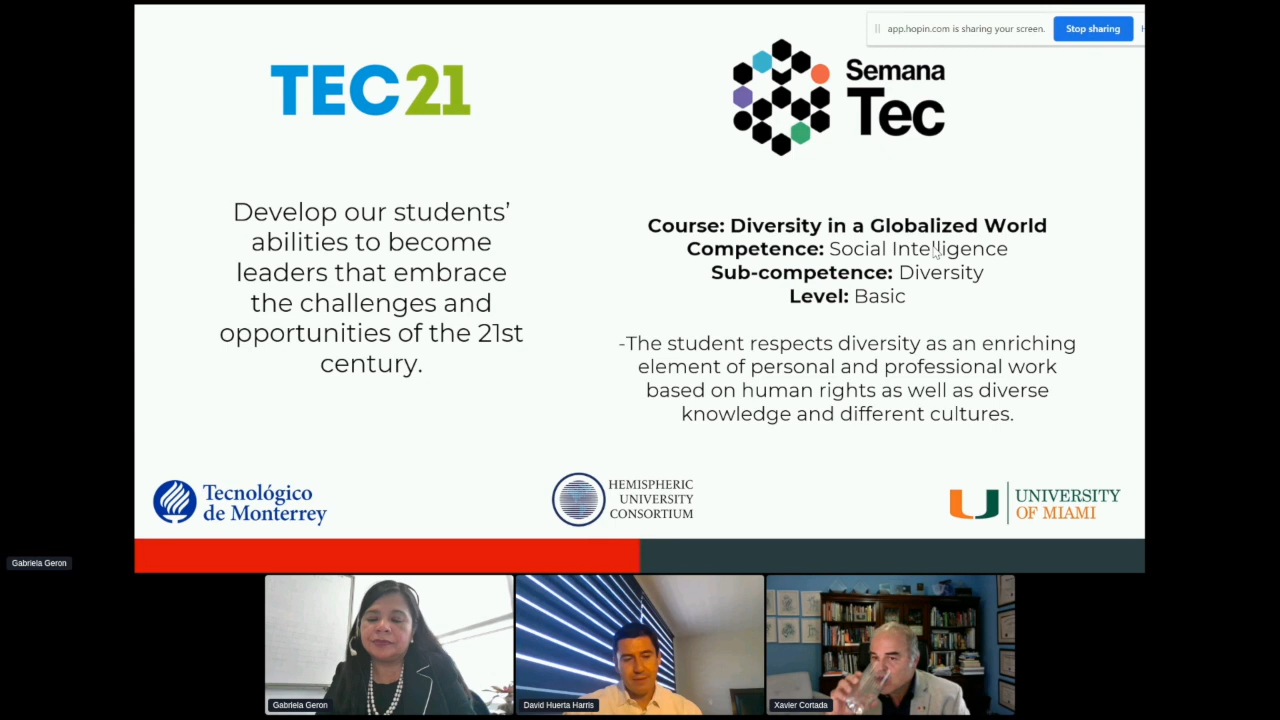 app.hopin.com is sharing your screen.
Stop sharing
TEC21
Semana
Tec
Develop our students’
abilities to become
leaders that embrace
the challenges and
opportunities of the 21st
century.
Course: Diversity in a Globalized World
Competence: Social Intelligence
Sub-competence: Diversity
Level: Basic
-The student respects diversity as an enriching
element of personal and professional work
based on human rights as well as diverse
knowledge and different cultures.
Tecnológico
de Monterrey
HEMISPHERIC
UNIVERSITY
CONSORTIUM
UNIVERSITY
OF MIAMI
Gabriela Geron
Gabriela Geron
David Huerta Harris
Xavier Cortada